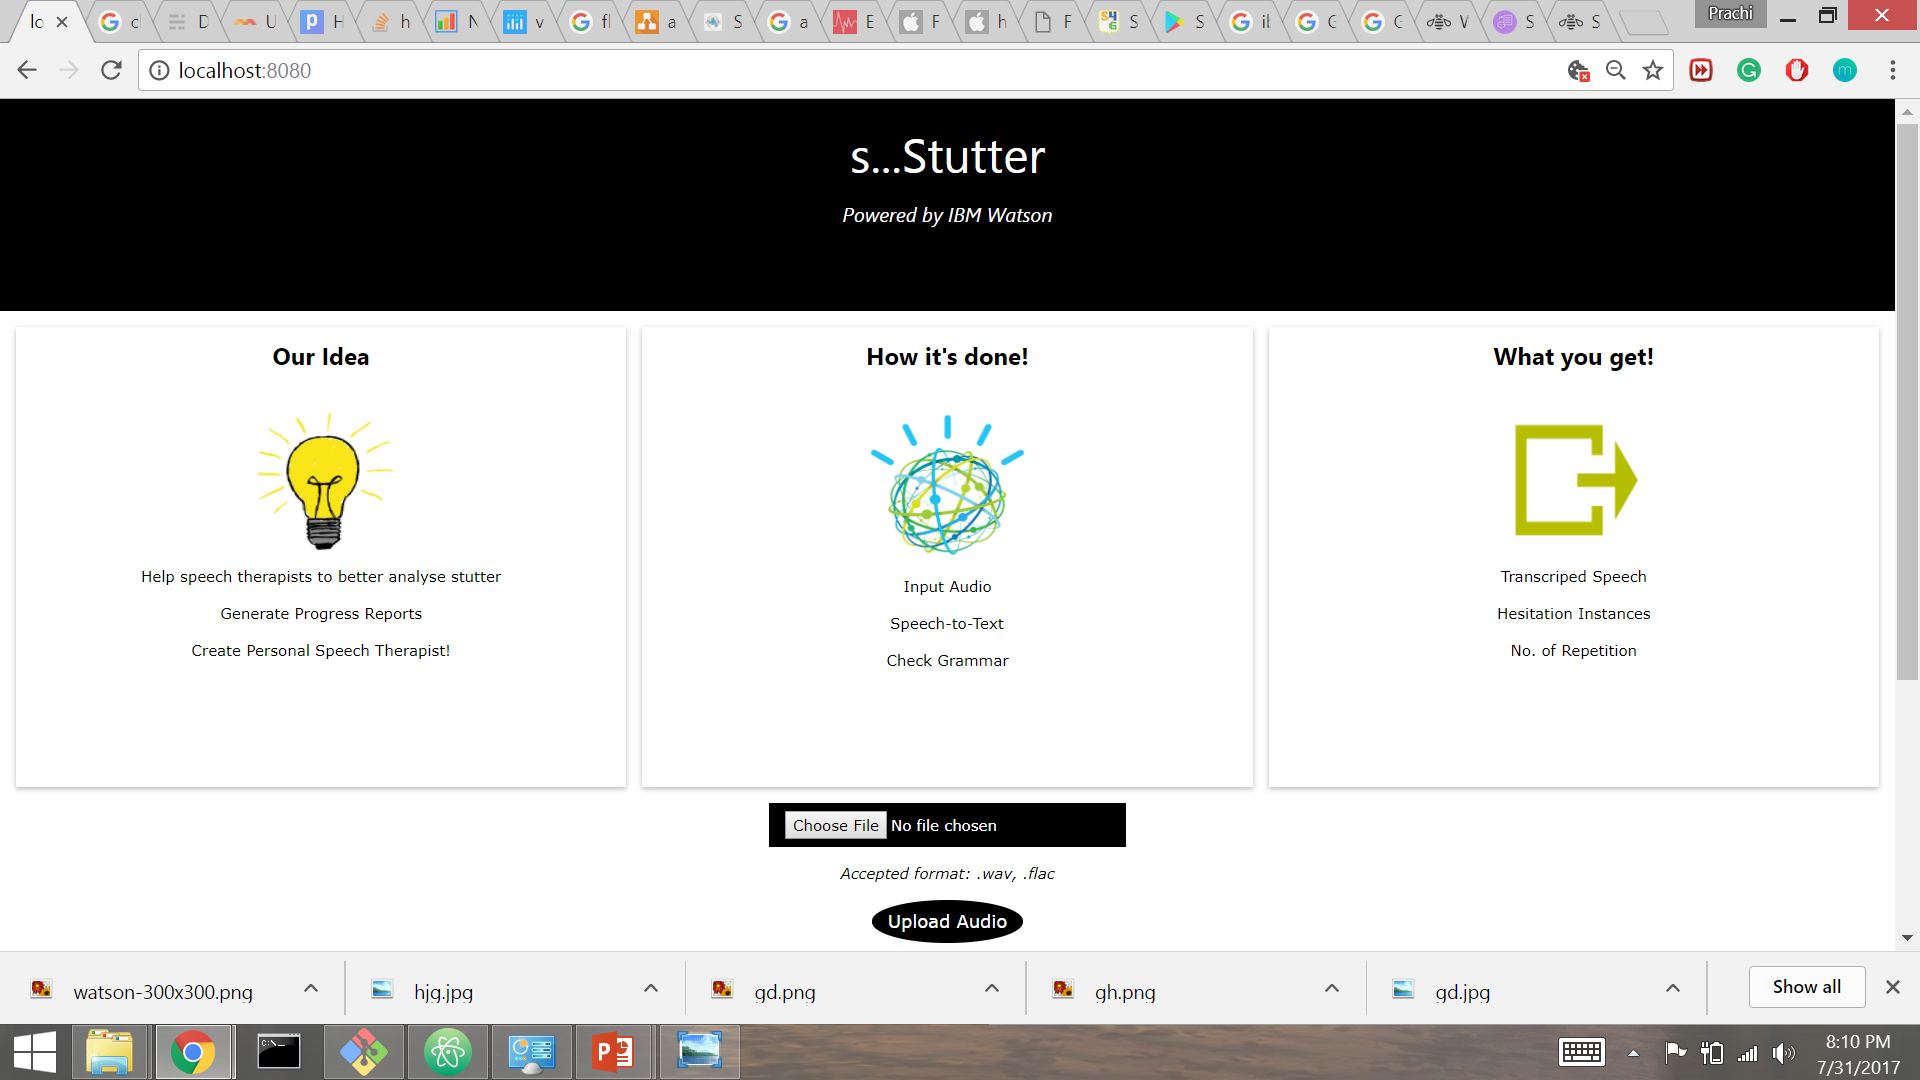 lo
Prachi
localhost:8080
s...Stutter
Powered by IBM Watson
Our Idea
Help speech therapists to better analyse stutter
Generate Progress Reports
Create Personal Speech Therapist!
How it's done!
Input Audio
Speech-to-Text
Check Grammar
What you get!
Transcriped Speech
Hesitation Instances
No. of Repetition
Choose File No file chosen
Accepted format: .wav, .flac
Upload Audio
watson-300x300.png
hjg.jpg
gd.png
gh.png
gd.jpg
Show all
8:10 PM
7/31/2017